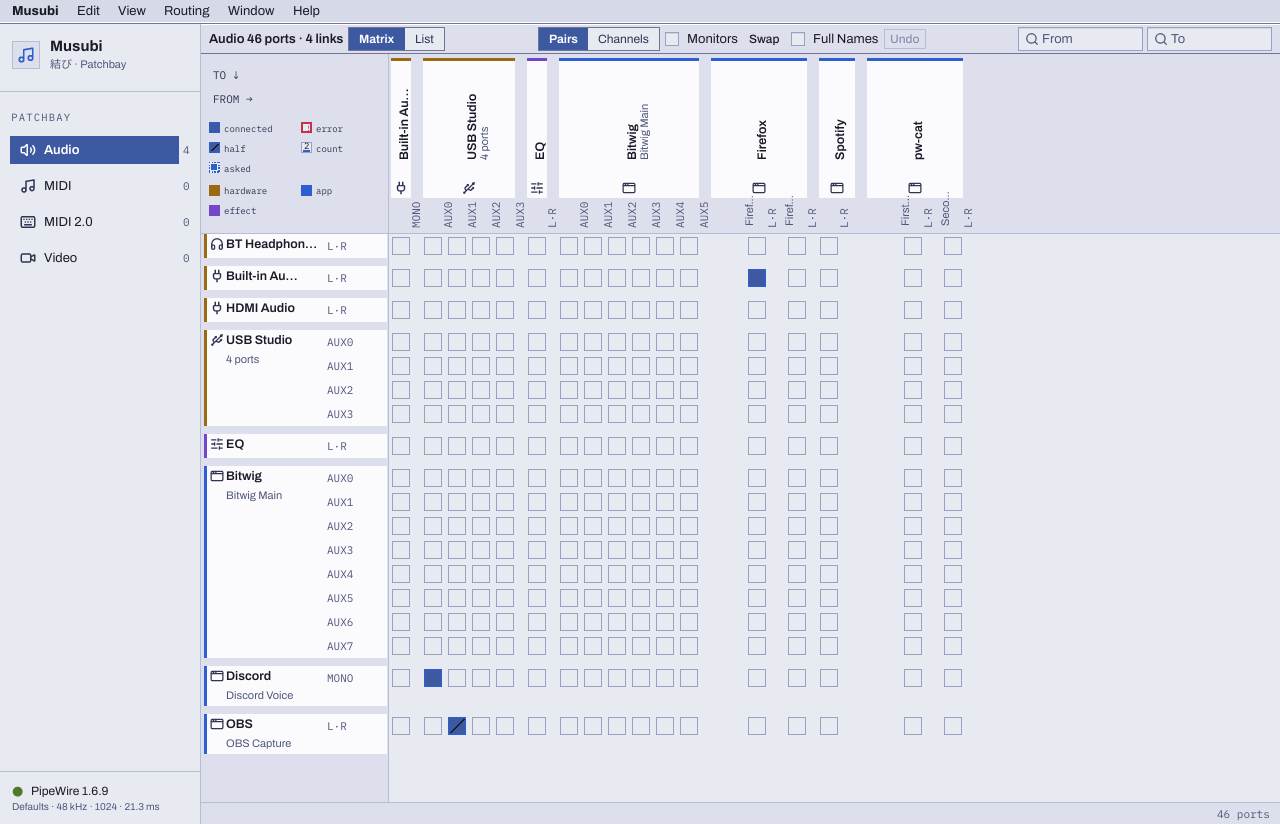 Musubi Edit View Routing Window Help
Musubi
結び · Patchbay
PATCHBAY
Audio 4
MIDI 0
MIDI 2.0 0
Video 0
PipeWire 1.6.9
Defaults · 48 kHz · 1024 · 21.3 ms
Audio 46 ports · 4 links Matrix List Pairs Channels Monitors Swap Full Names Undo From To
TO ↓
FROM →
connected error
half 2 count
asked
hardware app
effect
Built-in Au…
USB Studio
4 ports
EQ
Bitwig
Bitwig Main
Firefox
Spotify
pw-cat
MONO AUX0 AUX1 AUX2 AUX3 L·R AUX0 AUX1 AUX2 AUX3 AUX4 AUX5 Firef… L·R Firef… L·R L·R First… L·R Seco… L·R
BT Headphon… L·R
Built-in Au… L·R
HDMI Audio L·R
USB Studio AUX0
4 ports
AUX1
AUX2
AUX3
EQ L·R
Bitwig AUX0
Bitwig Main
AUX1
AUX2
AUX3
AUX4
AUX5
AUX6
AUX7
Discord MONO
Discord Voice
OBS L·R
OBS Capture
46 ports